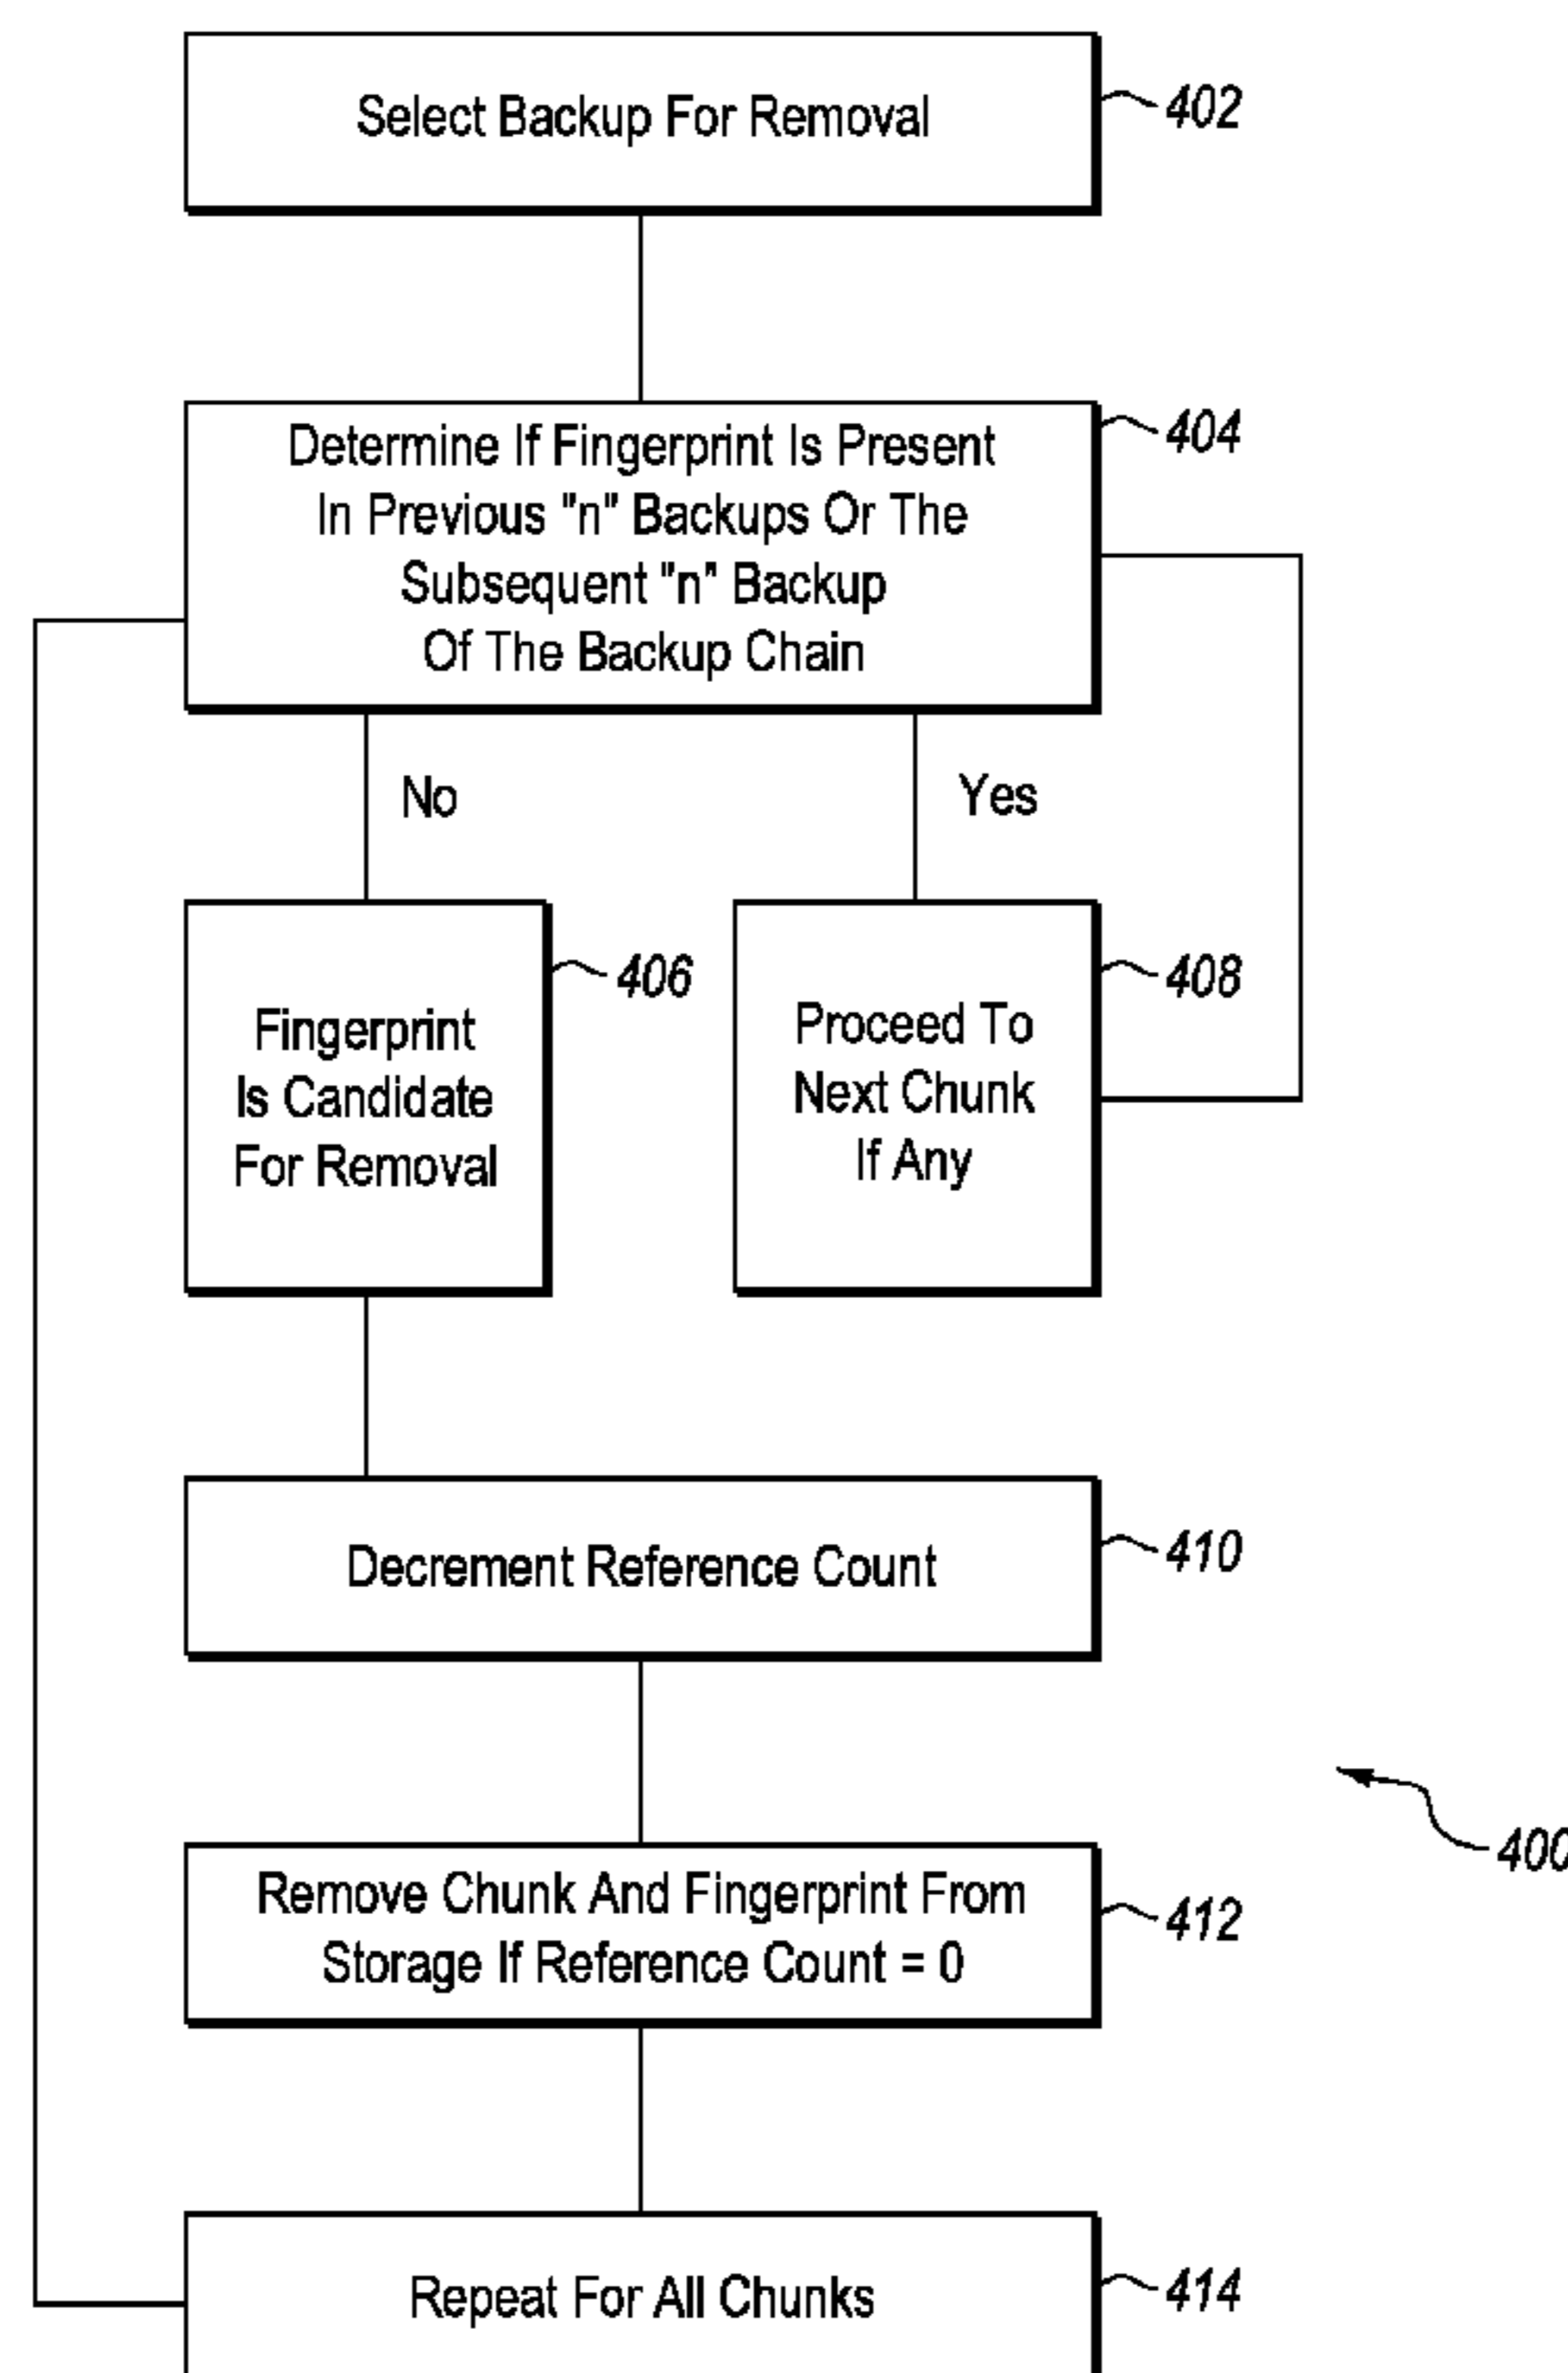 Select Backup For Removal
402
Determine If Fingerprint Is Present
In Previous "n" Backups Or The
Subsequent "n" Backup
Of The Backup Chain
404
No
Yes
Fingerprint
Is Candidate
For Removal
406
Proceed To
Next Chunk
If Any
408
Decrement Reference Count
410
400
Remove Chunk And Fingerprint From
Storage If Reference Count = 0
412
Repeat For All Chunks
414